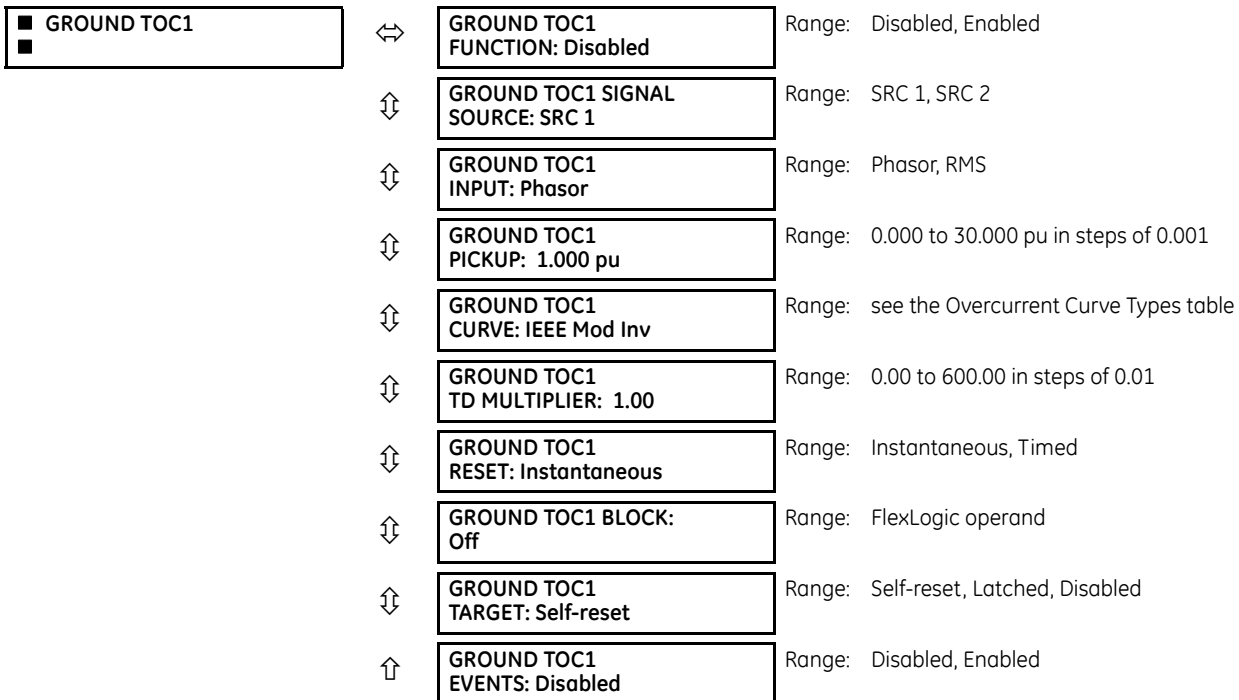 ■ GROUND TOC1
■
GROUND TOC1
FUNCTION: Disabled
Range: Disabled, Enabled
GROUND TOC1 SIGNAL
SOURCE: SRC 1
Range: SRC 1, SRC 2
GROUND TOC1
INPUT: Phasor
Range: Phasor, RMS
GROUND TOC1
PICKUP: 1.000 pu
Range: 0.000 to 30.000 pu in steps of 0.001
GROUND TOC1
CURVE: IEEE Mod Inv
Range: see the Overcurrent Curve Types table
GROUND TOC1
TD MULTIPLIER: 1.00
Range: 0.00 to 600.00 in steps of 0.01
GROUND TOC1
RESET: Instantaneous
Range: Instantaneous, Timed
GROUND TOC1 BLOCK:
Off
Range: FlexLogic operand
GROUND TOC1
TARGET: Self-reset
Range: Self-reset, Latched, Disabled
GROUND TOC1
EVENTS: Disabled
Range: Disabled, Enabled